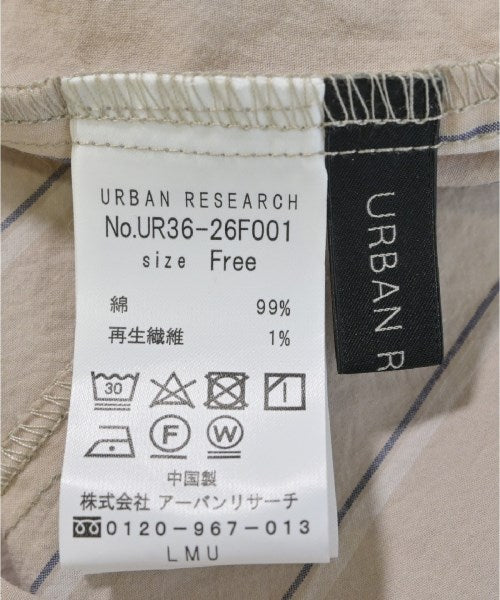 URBAN RESEARCH
No.UR36-26F001
size Free
綿 99%
再生繊維 1%
30
F W
中国製
株式会社 アーバンリサーチ
0120-967-013
LMU
URBAN R